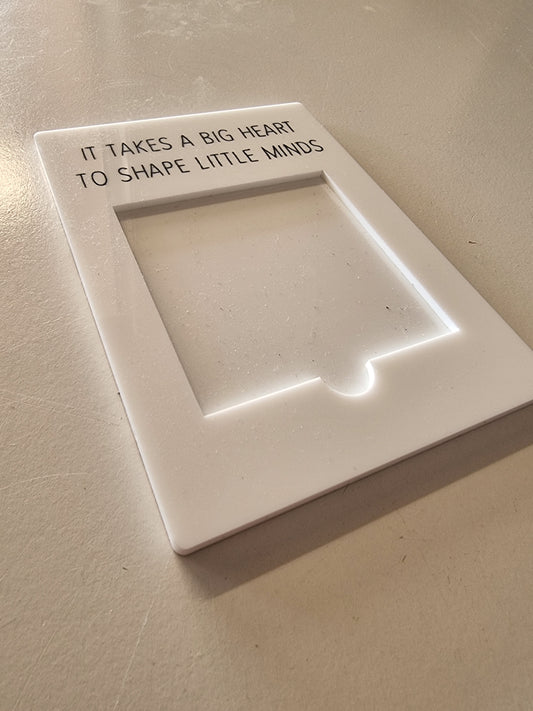 IT TAKES A BIG HEART
TO SHAPE LITTLE MINDS